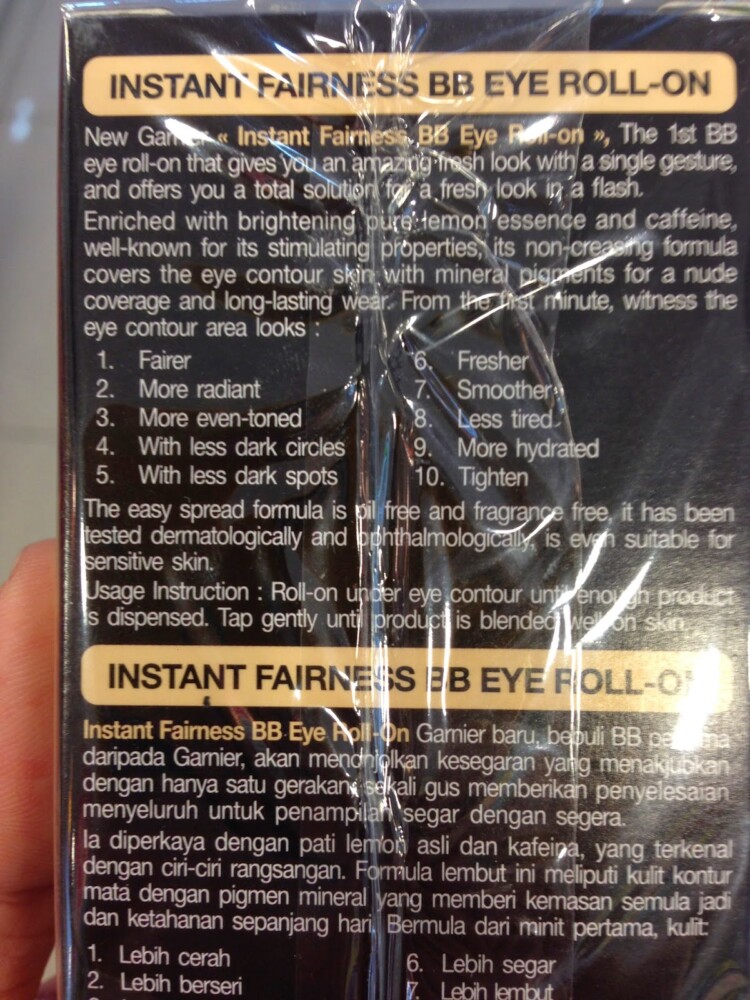 INSTANT FAIRNESS BB EYE ROLL-ON
New Garnier « Instant Fairness BB Eye Roll-on », The 1st BB
eye roll-on that gives you an amazing fresh look with a single gesture,
and offers you a total solution for a fresh look in a flash.
Enriched with brightening pure lemon essence and caffeine,
well-known for its stimulating properties, its non-creasing formula
covers the eye contour skin with mineral pigments for a nude
coverage and long-lasting wear. From the first minute, witness the
eye contour area looks :
1. Fairer
2. More radiant
3. More even-toned
4. With less dark circles
5. With less dark spots
6. Fresher
7. Smoother
8. Less tired
9. More hydrated
10. Tighten
The easy spread formula is oil free and fragrance free, it has been
tested dermatologically and ophthalmologically, is even suitable for
sensitive skin.
Usage Instruction : Roll-on under eye contour until enough product
is dispensed. Tap gently until product is blended well on skin.
INSTANT FAIRNESS BB EYE ROLL-ON
Instant Fairness BB Eye Roll-On Garnier baru, bebuli BB pertama
daripada Garnier, akan menonjolkan kesegaran yang menakjubkan
dengan hanya satu gerakan, sekali gus memberikan penyelesaian
menyeluruh untuk penampilan segar dengan segera.
Ia diperkaya dengan pati lemon asli dan kafeina, yang terkenal
dengan ciri-ciri rangsangan. Formula lembut ini meliputi kulit kontur
mata dengan pigmen mineral yang memberi kemasan semula jadi
dan ketahanan sepanjang hari. Bermula dari minit pertama, kulit:
1. Lebih cerah
2. Lebih berseri
6. Lebih segar
7. Lebih lembut